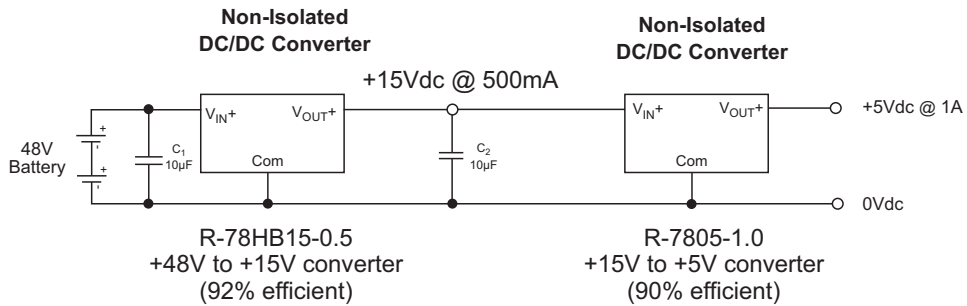 Non-Isolated
DC/DC Converter
Non-Isolated
DC/DC Converter
+15Vdc @ 500mA
VIN+
VOUT+
VIN+
VOUT+
+5Vdc @ 1A
+
+
-
-
48V
Battery
C1
10µF
Com
C2
10µF
Com
0Vdc
R-78HB15-0.5
+48V to +15V converter
(92% efficient)
R-7805-1.0
+15V to +5V converter
(90% efficient)